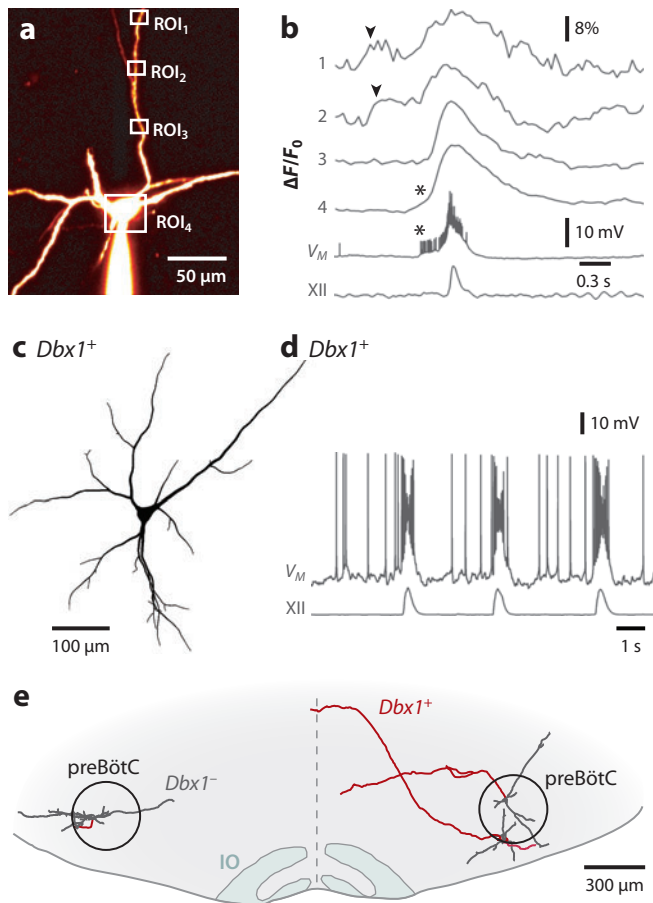 a
ROI1
ROI2
ROI3
ROI4
50 µm
b
8%
1
2
3
4
ΔF/F0
*
*
VM
10 mV
0.3 s
XII
c Dbx1+
100 µm
d Dbx1+
10 mV
VM
XII
1 s
e
Dbx1+
preBötC
Dbx1−
preBötC
IO
300 µm